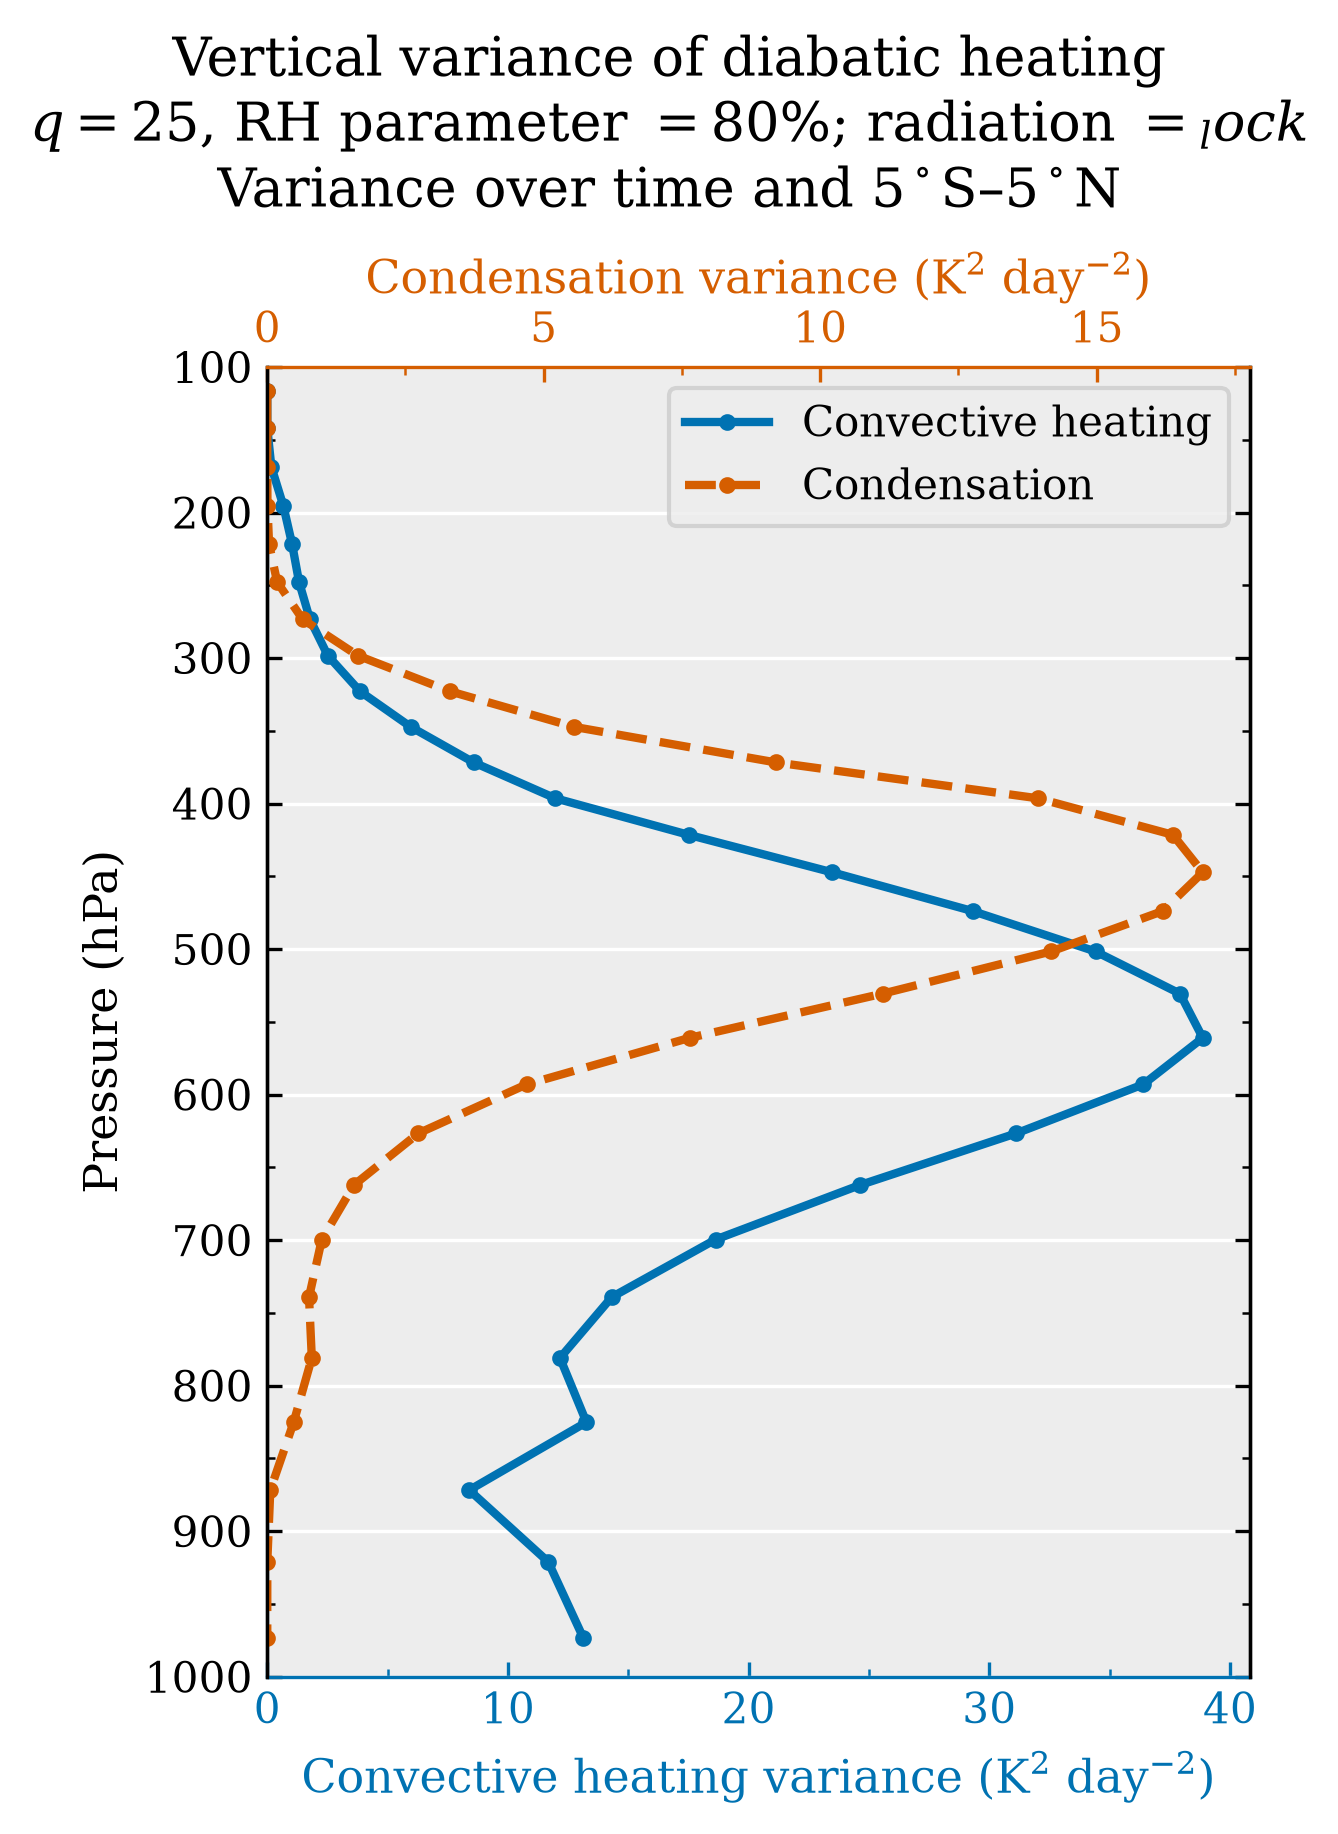 Vertical variance of diabatic heating
q = 25, RH parameter = 80%; radiation = lock
Variance over time and 5°S–5°N
Condensation variance (K² day⁻²)
0 5 10 15
100
Convective heating
Condensation
200
300
400
500
600
700
800
900
1000
Pressure (hPa)
0 10 20 30 40
Convective heating variance (K² day⁻²)